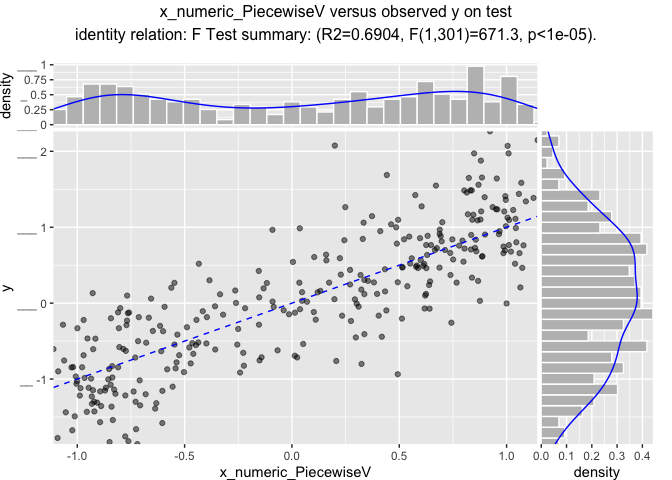 x_numeric_PiecewiseV versus observed y on test
identity relation: F Test summary: (R2=0.6904, F(1,301)=671.3, p<1e-05).
density
1
0.75
0.5
0.25
0
y
2
1
0
-1
-1.0 -0.5 0.0 0.5 1.0
x_numeric_PiecewiseV
0.0 0.1 0.2 0.3 0.4
density